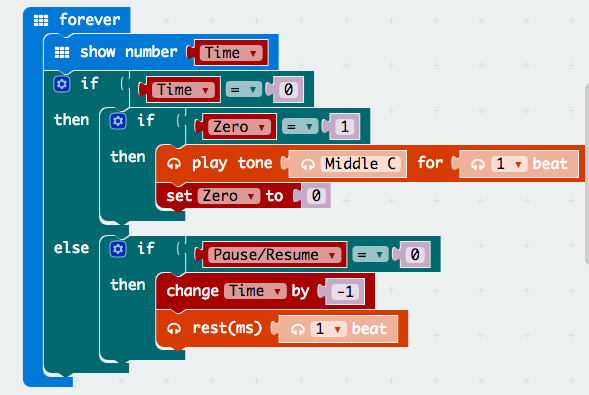 forever
show number Time
if Time = 0
then if Zero = 1
then play tone Middle C for 1 beat
set Zero to 0
else if Pause/Resume = 0
then change Time by -1
rest(ms) 1 beat